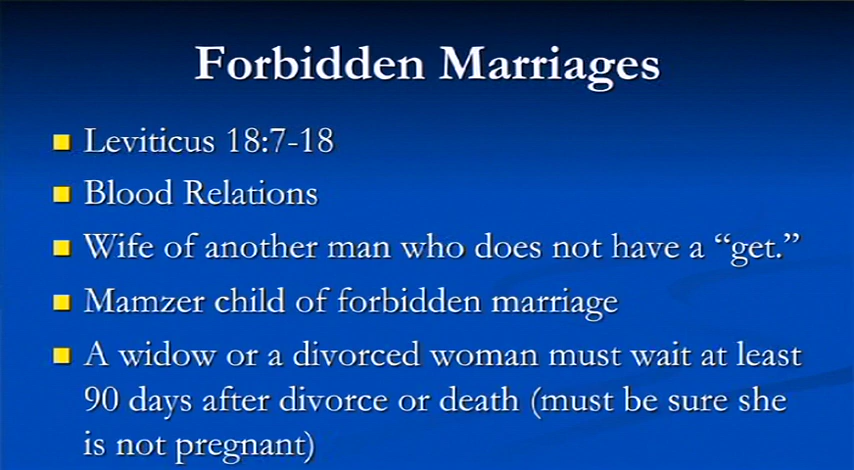 Forbidden Marriages
Leviticus 18:7-18
Blood Relations
Wife of another man who does not have a “get.”
Mamzer child of forbidden marriage
A widow or a divorced woman must wait at least
90 days after divorce or death (must be sure she
is not pregnant)